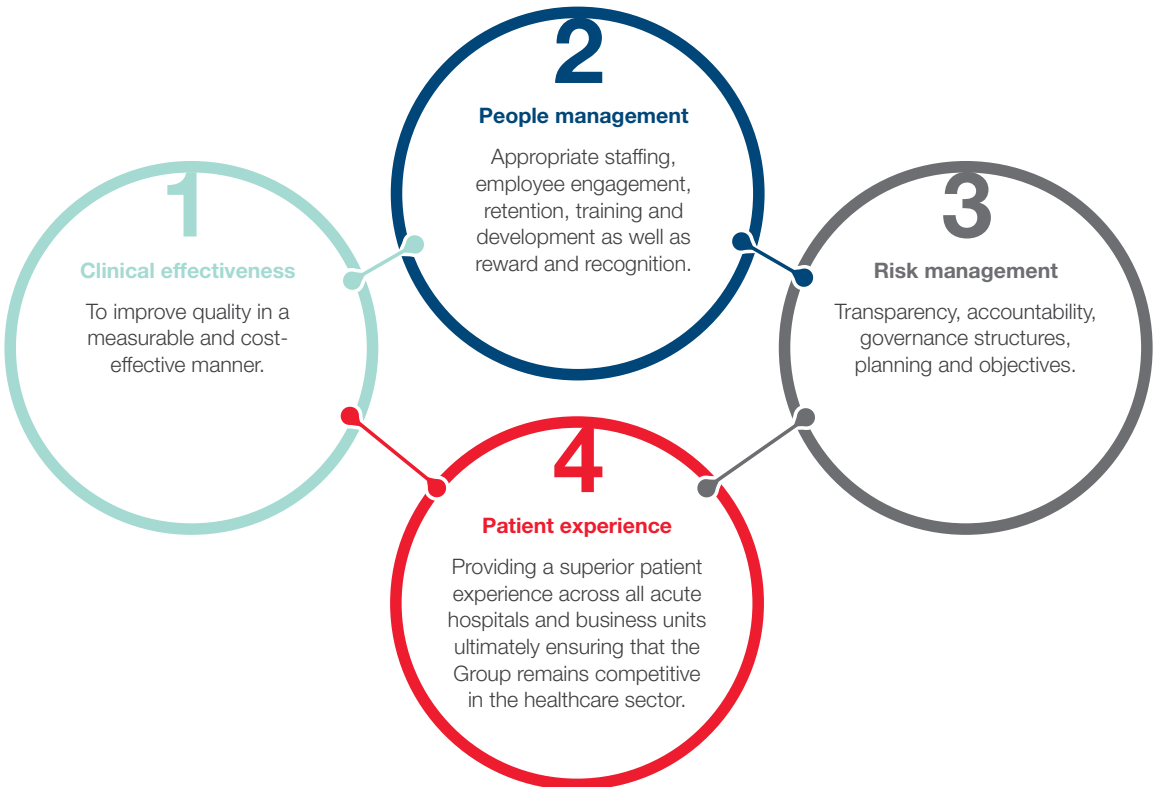 1
Clinical effectiveness
To improve quality in a
measurable and cost-
effective manner.
2
People management
Appropriate staffing,
employee engagement,
retention, training and
development as well as
reward and recognition.
3
Risk management
Transparency, accountability,
governance structures,
planning and objectives.
4
Patient experience
Providing a superior patient
experience across all acute
hospitals and business units
ultimately ensuring that the
Group remains competitive
in the healthcare sector.